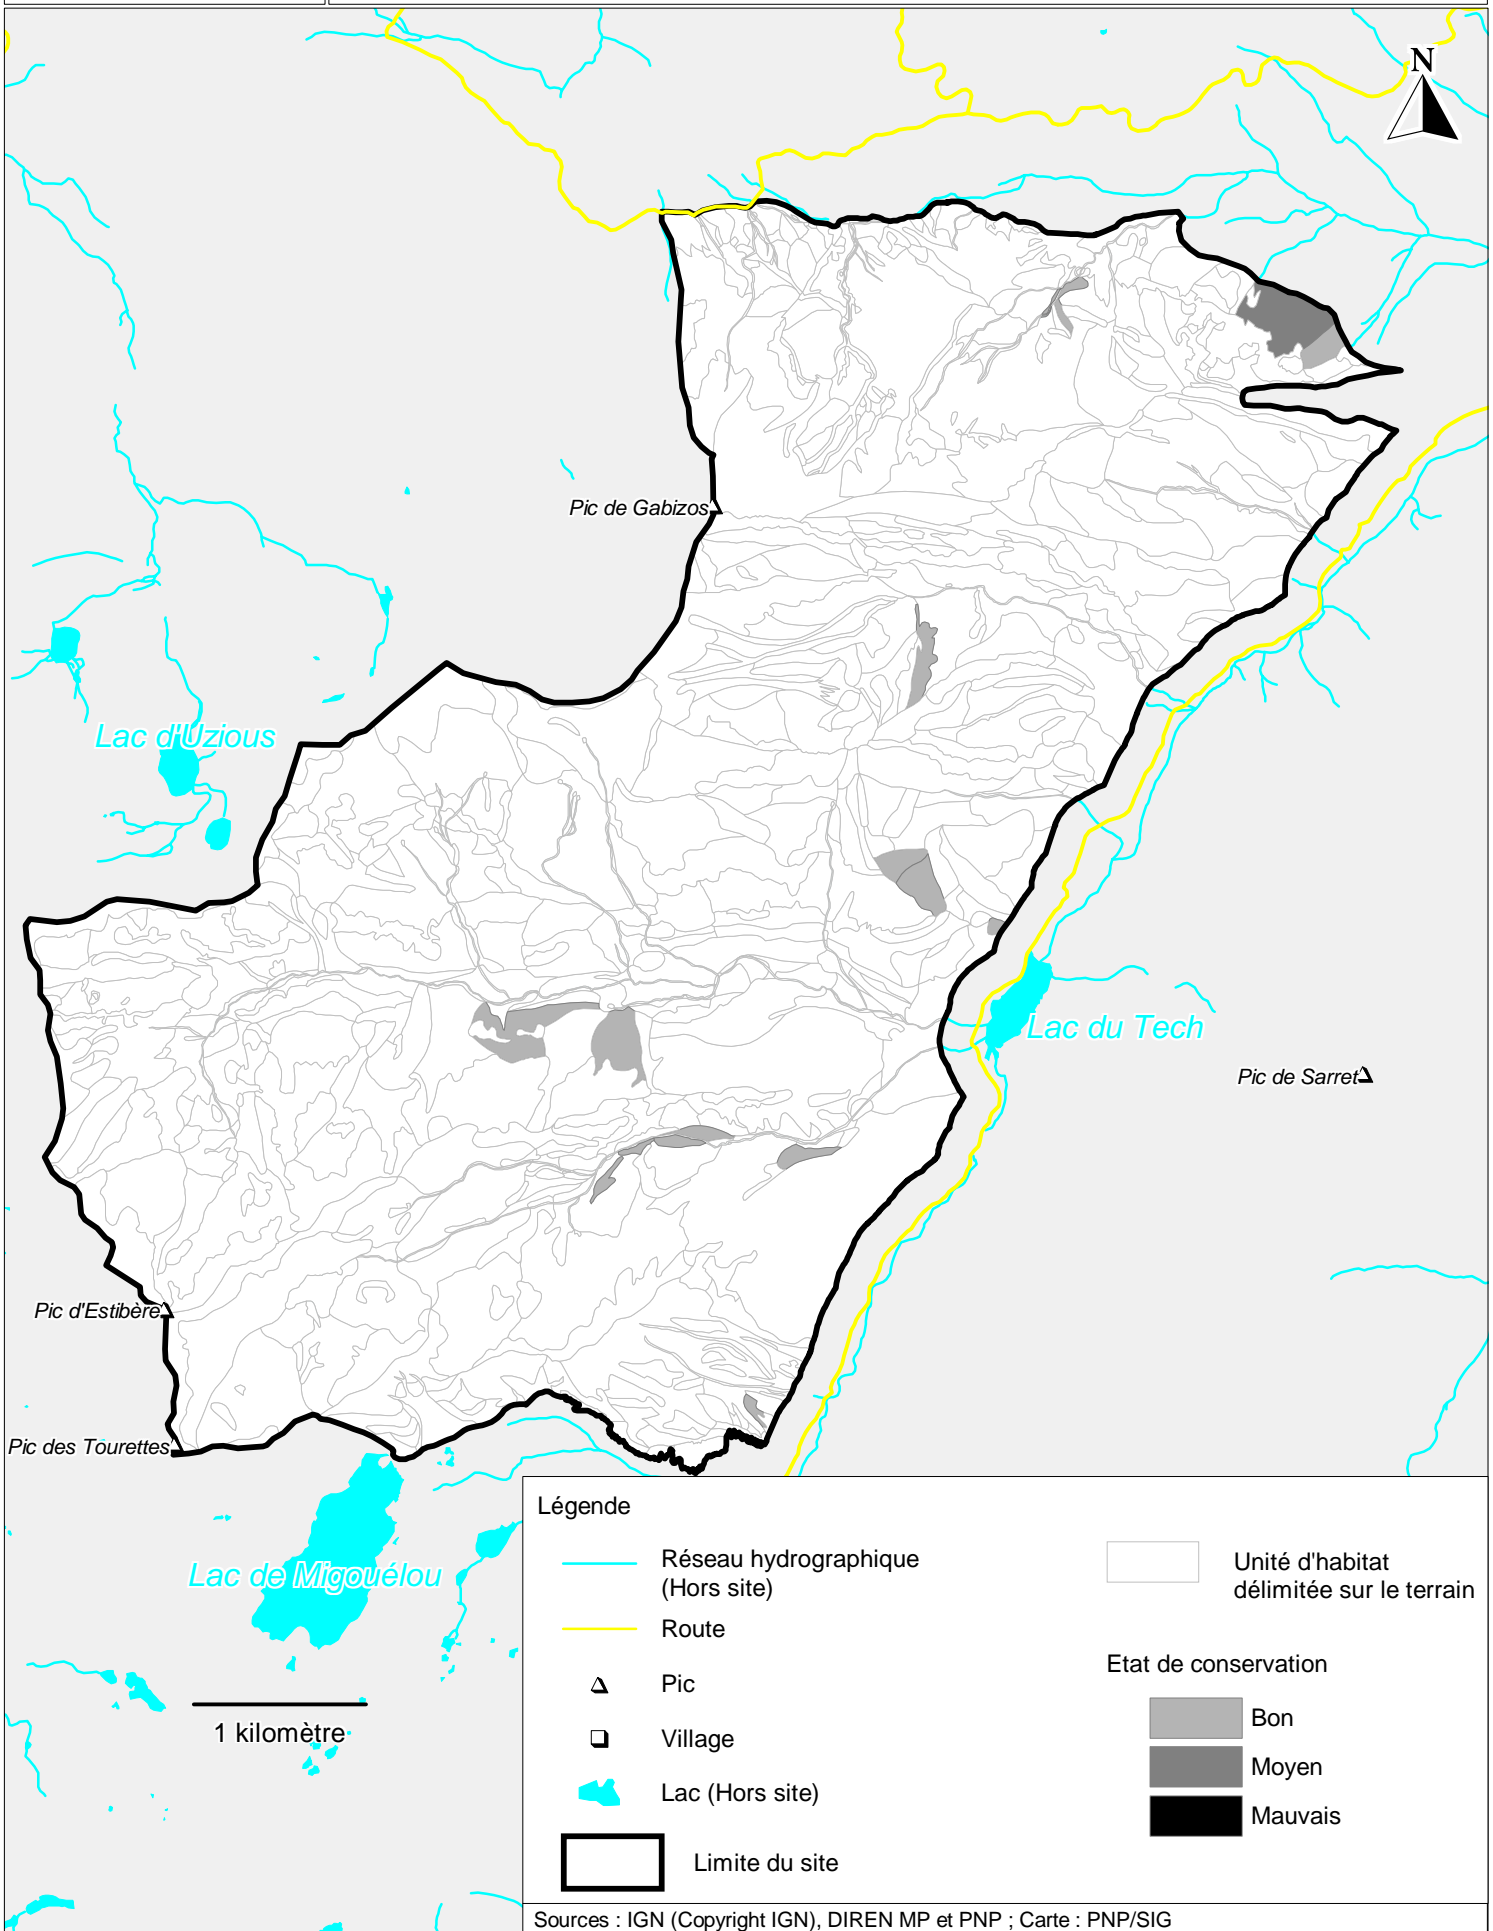 N
Pic de Gabizos
Lac d'Uzious
Lac du Tech
Pic de Sarret
Pic d'Estibère
Pic des Tourettes
Lac de Migouélou
1 kilomètre
Légende
Réseau hydrographique
(Hors site)
Route
Pic
Village
Lac (Hors site)
Limite du site
Unité d'habitat
délimitée sur le terrain
Etat de conservation
Bon
Moyen
Mauvais
Sources : IGN (Copyright IGN), DIREN MP et PNP ; Carte : PNP/SIG